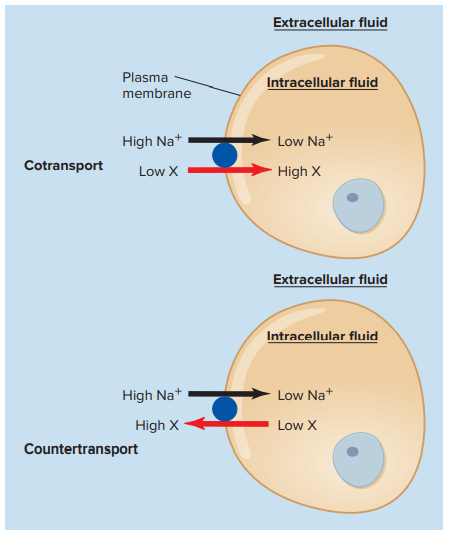 Extracellular fluid
Plasma
membrane
Intracellular fluid
High Na⁺
Low Na⁺
Cotransport
Low X
High X
Extracellular fluid
Intracellular fluid
High Na⁺
Low Na⁺
High X
Low X
Countertransport